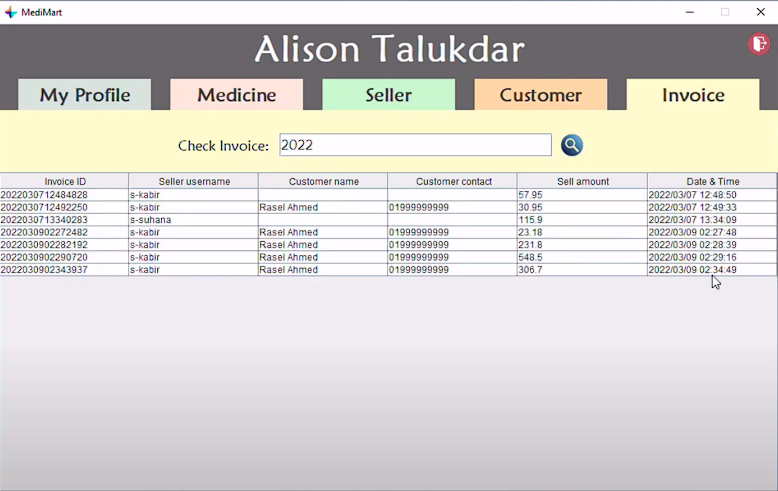 MediMart
Alison Talukdar
My Profile Medicine Seller Customer Invoice
Check Invoice: 2022
Invoice ID Seller username Customer name Customer contact Sell amount Date & Time
2022030712484828 s-kabir 57.95 2022/03/07 12:48:50
2022030712492250 s-kabir Rasel Ahmed 01999999999 30.95 2022/03/07 12:49:33
2022030713340283 s-suhana 115.9 2022/03/07 13:34:09
2022030902272482 s-kabir Rasel Ahmed 01999999999 23.18 2022/03/09 02:27:48
2022030902282192 s-kabir Rasel Ahmed 01999999999 231.8 2022/03/09 02:28:39
2022030902290720 s-kabir Rasel Ahmed 01999999999 548.5 2022/03/09 02:29:16
2022030902343937 s-kabir Rasel Ahmed 01999999999 306.7 2022/03/09 02:34:49